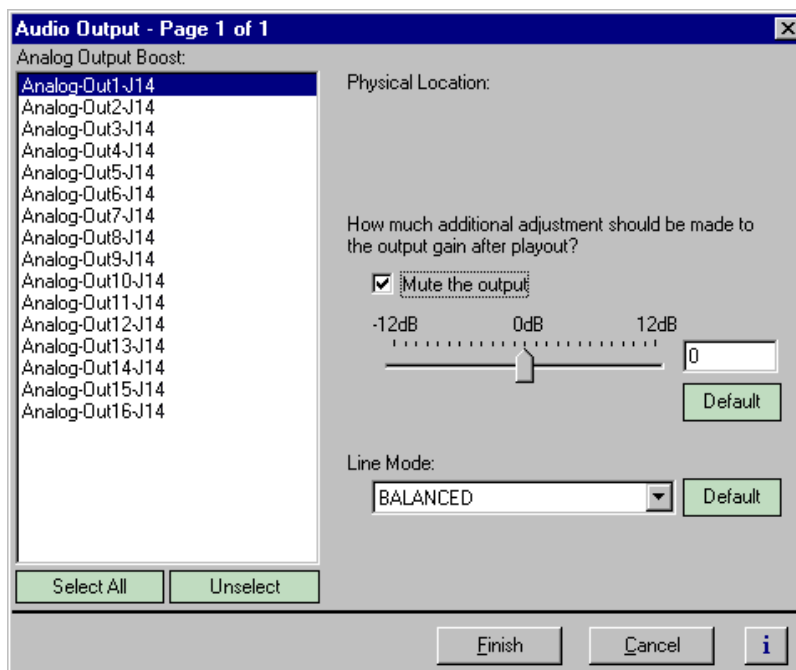 Audio Output - Page 1 of 1
Analog Output Boost:
Analog-Out1-J14
Analog-Out2-J14
Analog-Out3-J14
Analog-Out4-J14
Analog-Out5-J14
Analog-Out6-J14
Analog-Out7-J14
Analog-Out8-J14
Analog-Out9-J14
Analog-Out10-J14
Analog-Out11-J14
Analog-Out12-J14
Analog-Out13-J14
Analog-Out14-J14
Analog-Out15-J14
Analog-Out16-J14
Select All
Unselect
Physical Location:
How much additional adjustment should be made to
the output gain after playout?
Mute the output
-12dB 0dB 12dB
0
Default
Line Mode:
BALANCED
Default
Finish
Cancel
i